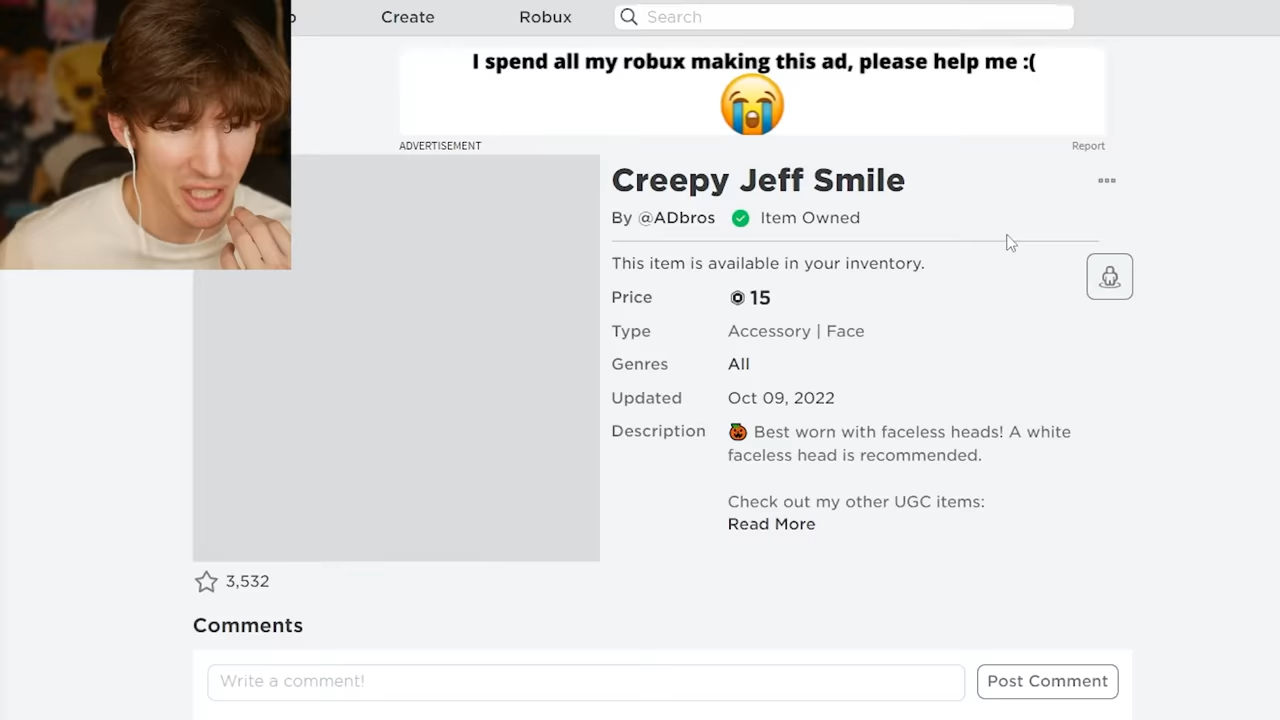 Create
Robux
Search
I spend all my robux making this ad, please help me :(
ADVERTISEMENT
Report
Creepy Jeff Smile
By @ADbros Item Owned
This item is available in your inventory.
Price 15
Type Accessory | Face
Genres All
Updated Oct 09, 2022
Description Best worn with faceless heads! A white
faceless head is recommended.
Check out my other UGC items:
Read More
3,532
Comments
Write a comment!
Post Comment